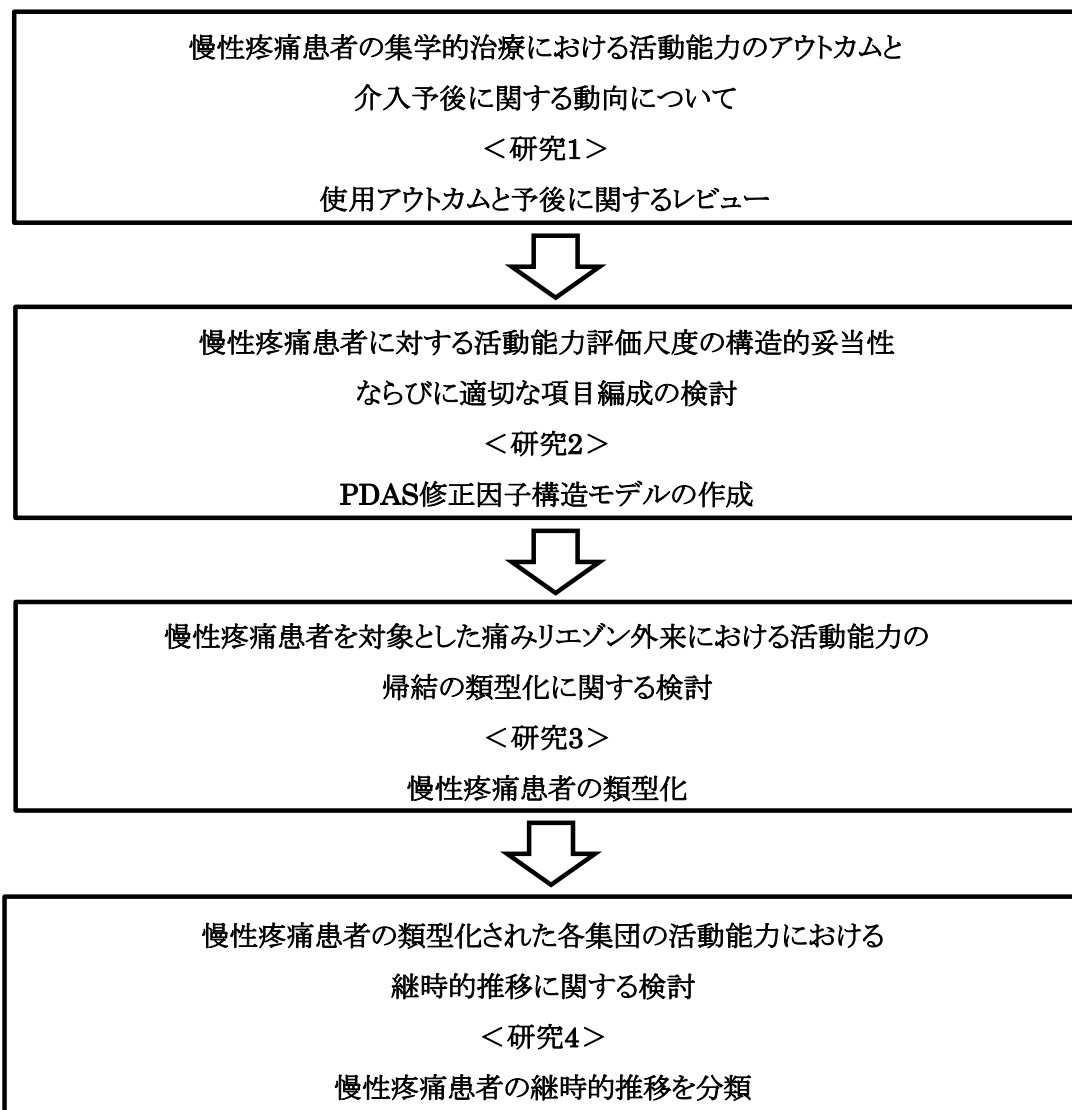 慢性疼痛患者の集学的治療における活動能力のアウトカムと
介入予後に関する動向について
＜研究1＞
使用アウトカムと予後に関するレビュー
慢性疼痛患者に対する活動能力評価尺度の構造的妥当性
ならびに適切な項目編成の検討
＜研究2＞
PDAS修正因子構造モデルの作成
慢性疼痛患者を対象とした痛みリエゾン外来における活動能力の
帰結の類型化に関する検討
＜研究3＞
慢性疼痛患者の類型化
慢性疼痛患者の類型化された各集団の活動能力における
継時的推移に関する検討
＜研究4＞
慢性疼痛患者の継時的推移を分類